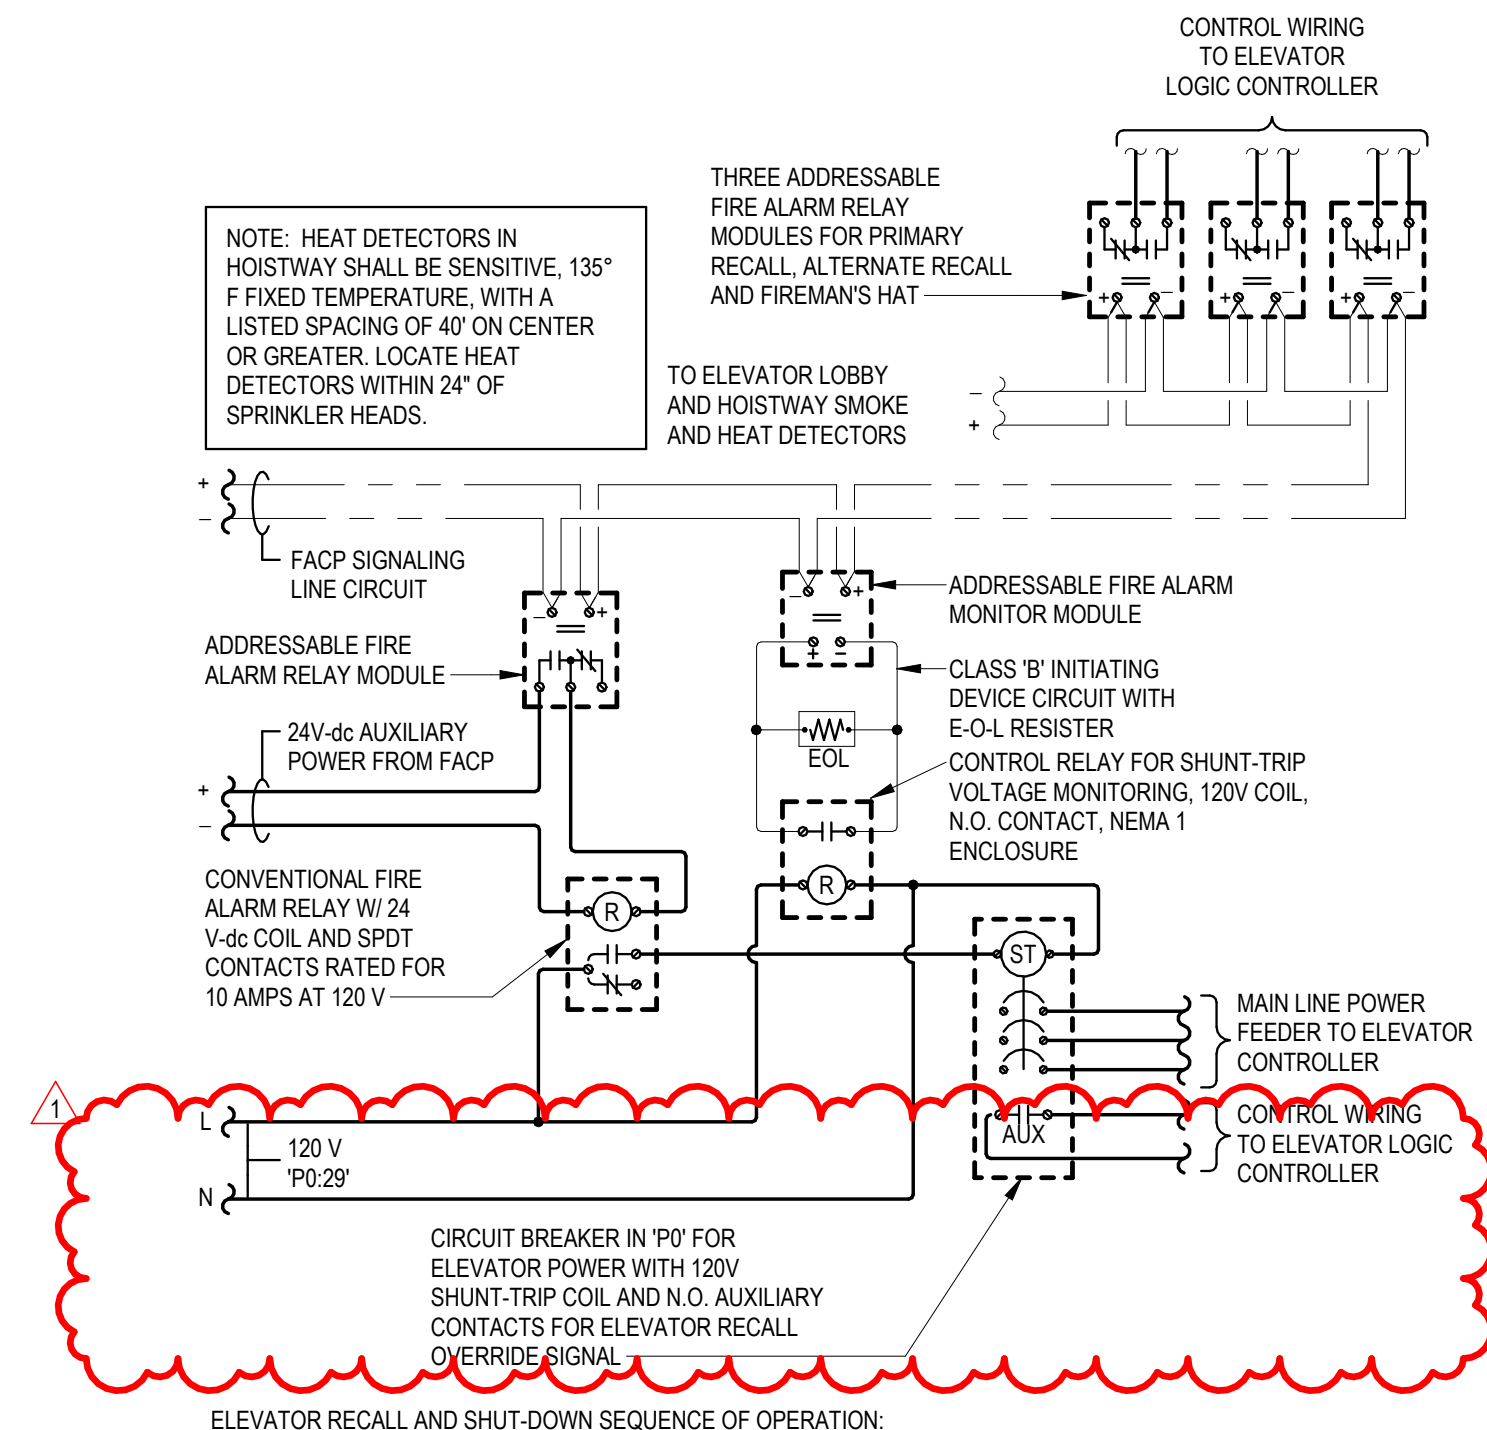 CONTROL WIRING
TO ELEVATOR
LOGIC CONTROLLER
THREE ADDRESSABLE
FIRE ALARM RELAY
MODULES FOR PRIMARY
RECALL, ALTERNATE RECALL
AND FIREMAN'S HAT
NOTE: HEAT DETECTORS IN
HOISTWAY SHALL BE SENSITIVE, 135°
F FIXED TEMPERATURE, WITH A
LISTED SPACING OF 40' ON CENTER
OR GREATER. LOCATE HEAT
DETECTORS WITHIN 24" OF
SPRINKLER HEADS.
+ –
+ –
+ –
TO ELEVATOR LOBBY
AND HOISTWAY SMOKE
AND HEAT DETECTORS
–
+
+
–
FACP SIGNALING
LINE CIRCUIT
– +
– +
+ –
ADDRESSABLE FIRE ALARM
MONITOR MODULE
ADDRESSABLE FIRE
ALARM RELAY MODULE
CLASS 'B' INITIATING
DEVICE CIRCUIT WITH
E-O-L RESISTER
EOL
24V-dc AUXILIARY
POWER FROM FACP
+
–
CONTROL RELAY FOR SHUNT-TRIP
VOLTAGE MONITORING, 120V COIL,
N.O. CONTACT, NEMA 1
ENCLOSURE
R
CONVENTIONAL FIRE
ALARM RELAY W/ 24
V-dc COIL AND SPDT
CONTACTS RATED FOR
10 AMPS AT 120 V
R
ST
MAIN LINE POWER
FEEDER TO ELEVATOR
CONTROLLER
1
L
120 V
'P0:29'
N
AUX
CONTROL WIRING
TO ELEVATOR LOGIC
CONTROLLER
CIRCUIT BREAKER IN 'P0' FOR
ELEVATOR POWER WITH 120V
SHUNT-TRIP COIL AND N.O. AUXILIARY
CONTACTS FOR ELEVATOR RECALL
OVERRIDE SIGNAL
ELEVATOR RECALL AND SHUT-DOWN SEQUENCE OF OPERATION: